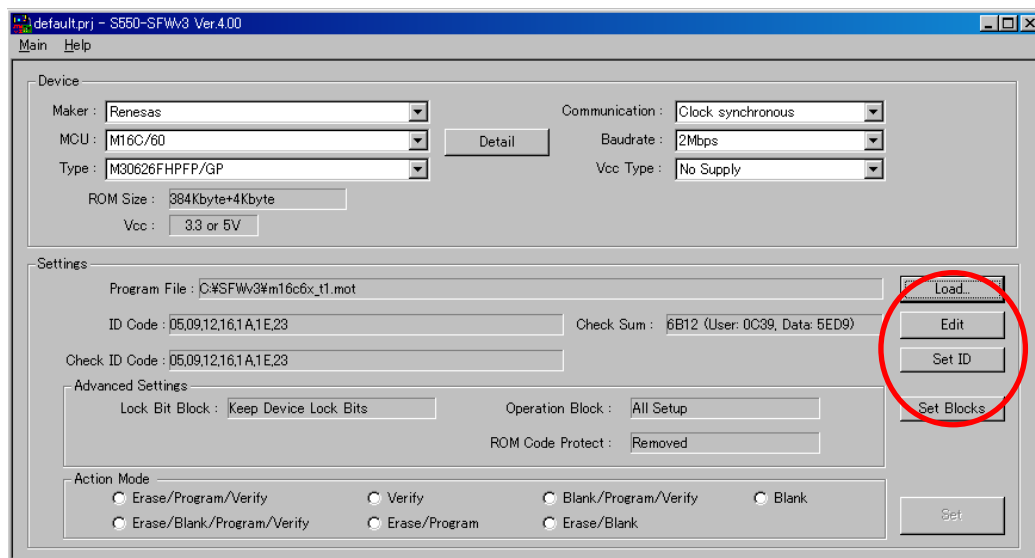 default.prj - S550-SFWv3 Ver.4.00
Main Help
Device
Maker : Renesas Communication : Clock synchronous
MCU : M16C/60 Detail Baudrate : 2Mbps
Type : M30626FHPFP/GP Vcc Type : No Supply
ROM Size : 384Kbyte+4Kbyte
Vcc : 3.3 or 5V
Settings
Program File : C:¥SFWv3¥m16c6x_t1.mot Load...
ID Code : 05,09,12,16,1A,1E,23 Check Sum : 6B12 (User: 0C39, Data: 5ED9) Edit
Check ID Code : 05,09,12,16,1A,1E,23 Set ID
Advanced Settings
Lock Bit Block : Keep Device Lock Bits Operation Block : All Setup Set Blocks
ROM Code Protect : Removed
Action Mode
Erase/Program/Verify Verify Blank/Program/Verify Blank
Erase/Blank/Program/Verify Erase/Program Erase/Blank Set